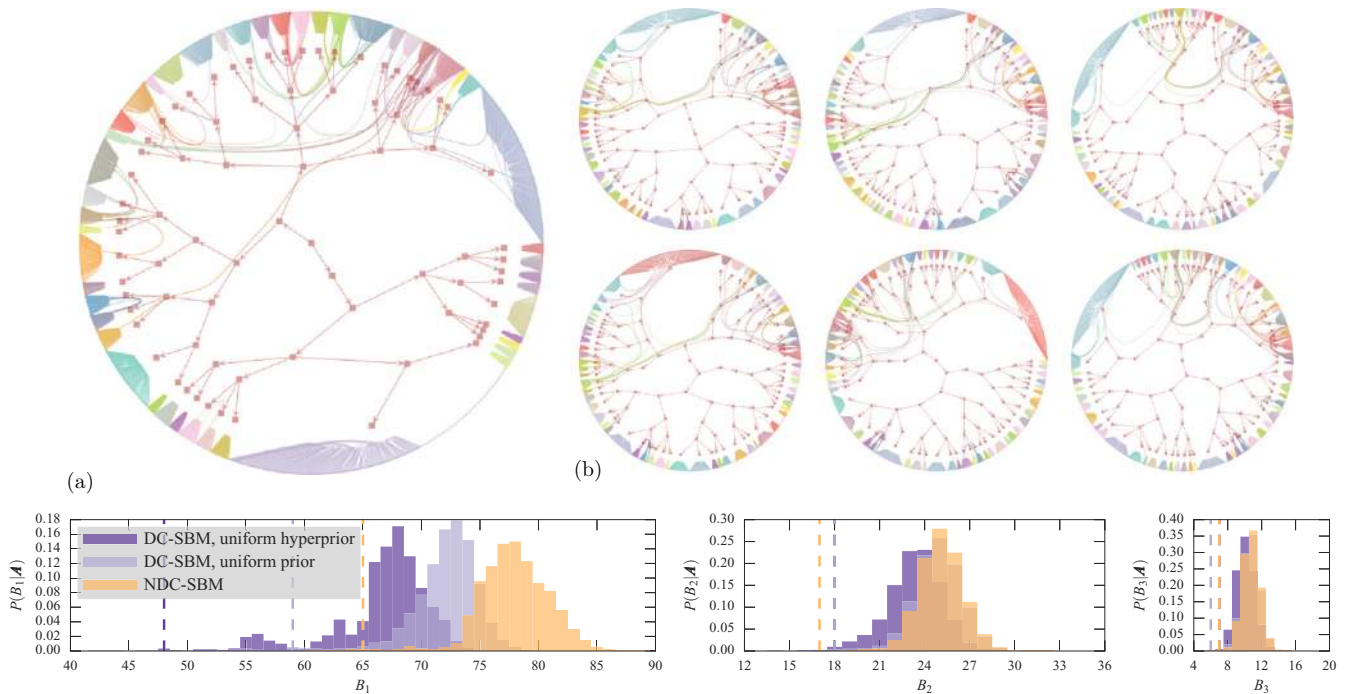 (a)
(b)
P(B₁|A)
0.18
0.16
0.14
0.12
0.10
0.08
0.06
0.04
0.02
0.00
DC-SBM, uniform hyperprior
DC-SBM, uniform prior
NDC-SBM
40 45 50 55 60 65 70 75 80 85 90
B₁
P(B₂|A)
0.30
0.25
0.20
0.15
0.10
0.05
0.00
12 15 18 21 24 27 30 33 36
B₂
P(B₃|A)
0.40
0.35
0.30
0.25
0.20
0.15
0.10
0.05
0.00
4 8 12 16 20
B₃